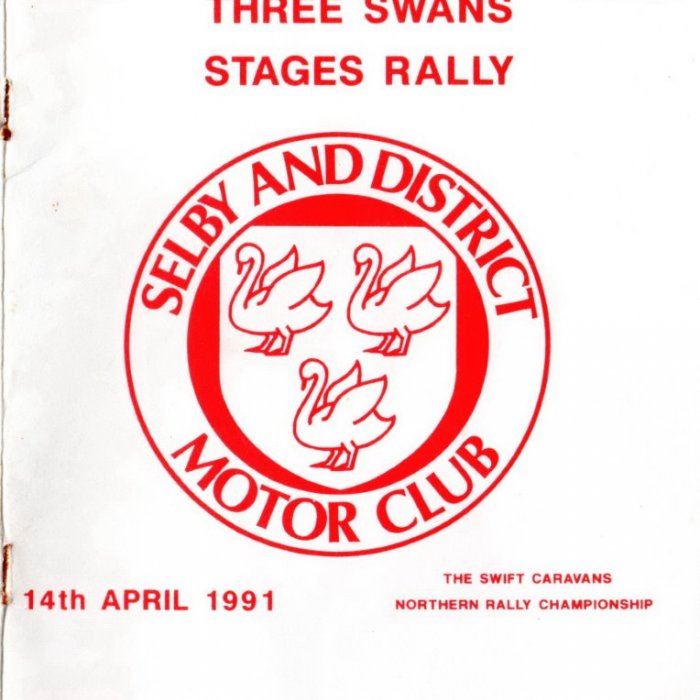 THREE SWANS
STAGES RALLY
SELBY AND DISTRICT
MOTOR CLUB
14th APRIL 1991
THE SWIFT CARAVANS
NORTHERN RALLY CHAMPIONSHIP